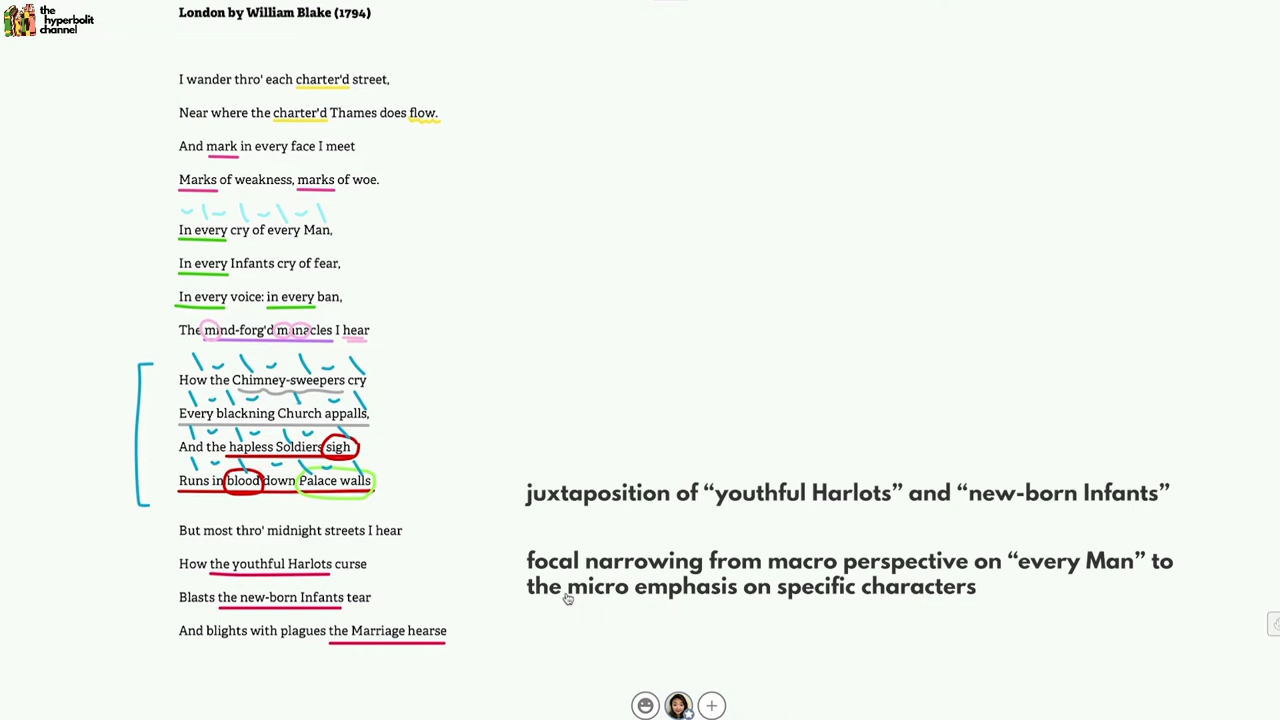 the
hyperbolit
channel
London by William Blake (1794)
I wander thro' each charter'd street,
Near where the charter'd Thames does flow.
And mark in every face I meet
Marks of weakness, marks of woe.
In every cry of every Man,
In every Infants cry of fear,
In every voice: in every ban,
The mind-forg'd manacles I hear
How the Chimney-sweepers cry
Every blackning Church appalls,
And the hapless Soldiers sigh
Runs in blood down Palace walls
But most thro' midnight streets I hear
How the youthful Harlots curse
Blasts the new-born Infants tear
And blights with plagues the Marriage hearse
juxtaposition of “youthful Harlots” and “new-born Infants”
focal narrowing from macro perspective on “every Man” to
the micro emphasis on specific characters